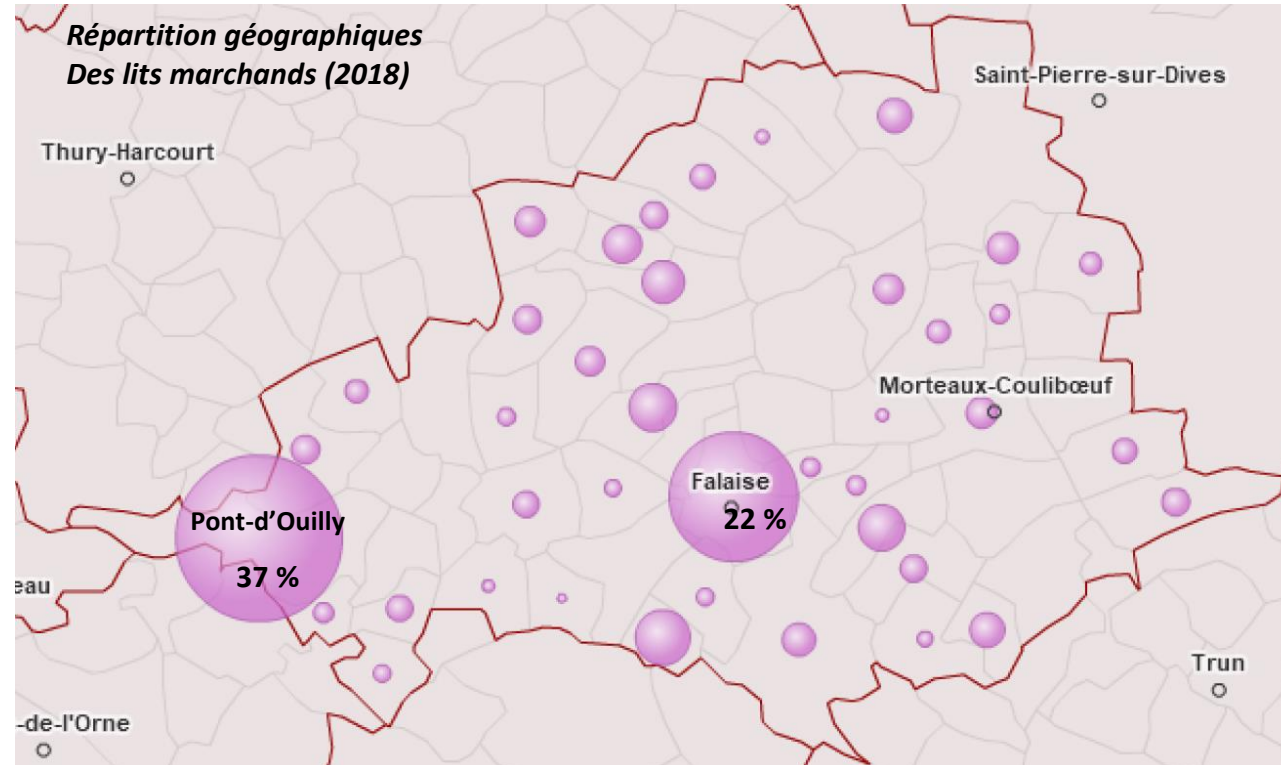 Répartition géographiques
Des lits marchands (2018)
Saint-Pierre-sur-Dives
Thury-Harcourt
Morteaux-Coulibœuf
Falaise
22 %
Pont-d'Ouilly
37 %
eau
Trun
-de-l'Orne